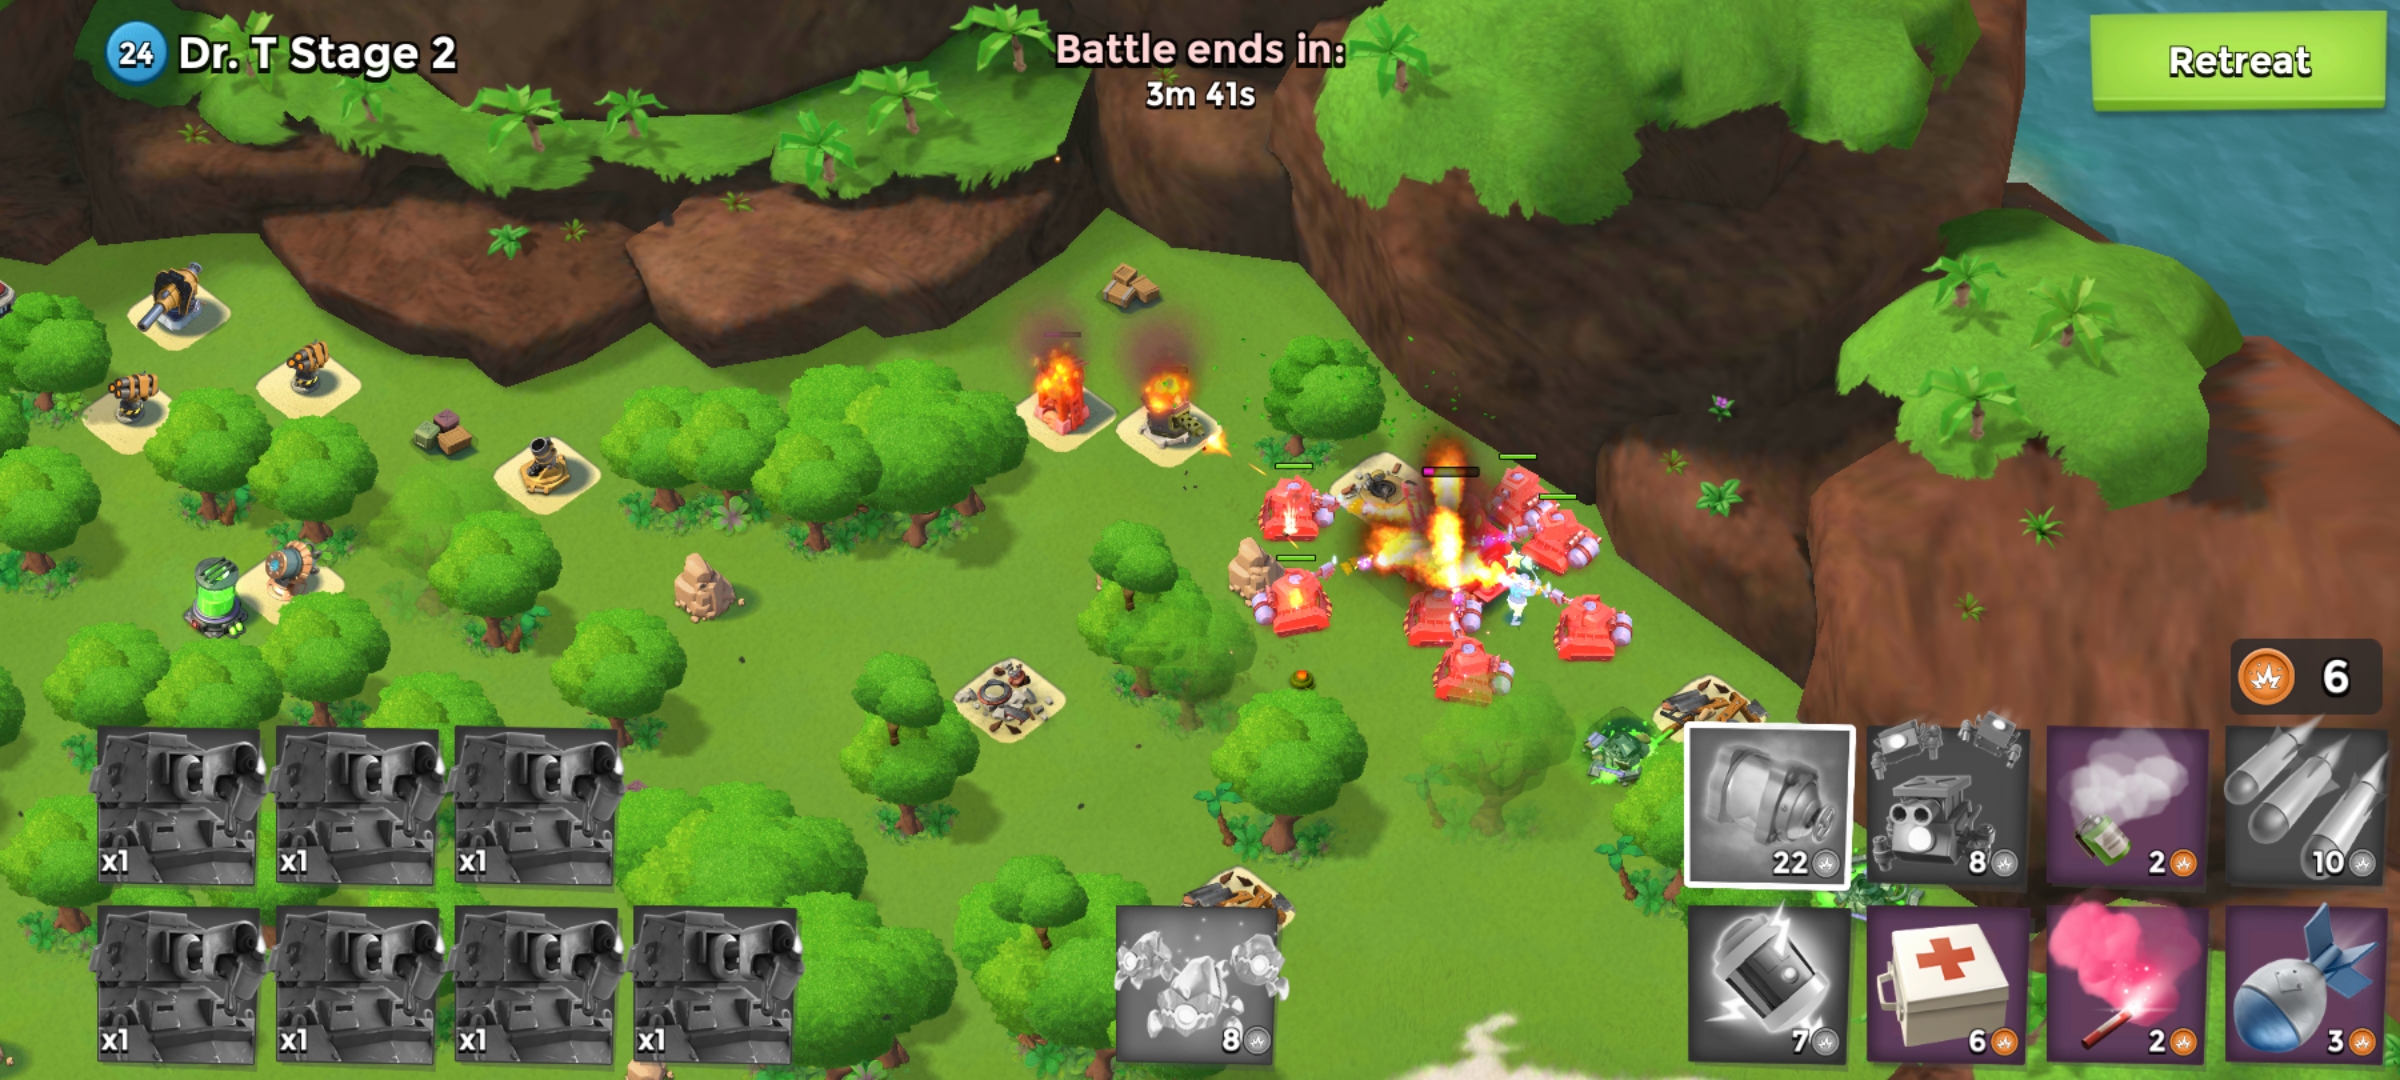 24 Dr. T Stage 2
Battle ends in:
3m 41s
Retreat
6
x1 x1 x1
22 8 2 10
x1 x1 x1 x1
8
7 6 2 3